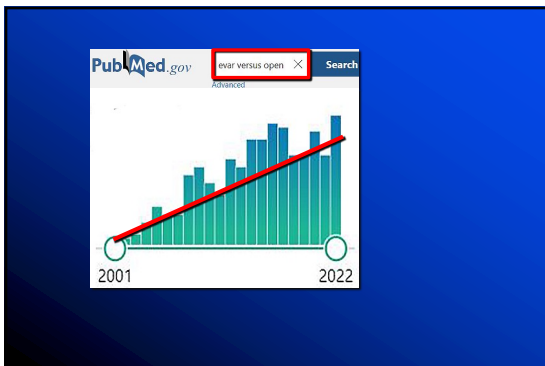 PubMed.gov
evar versus open
Search
Advanced
2001
2022